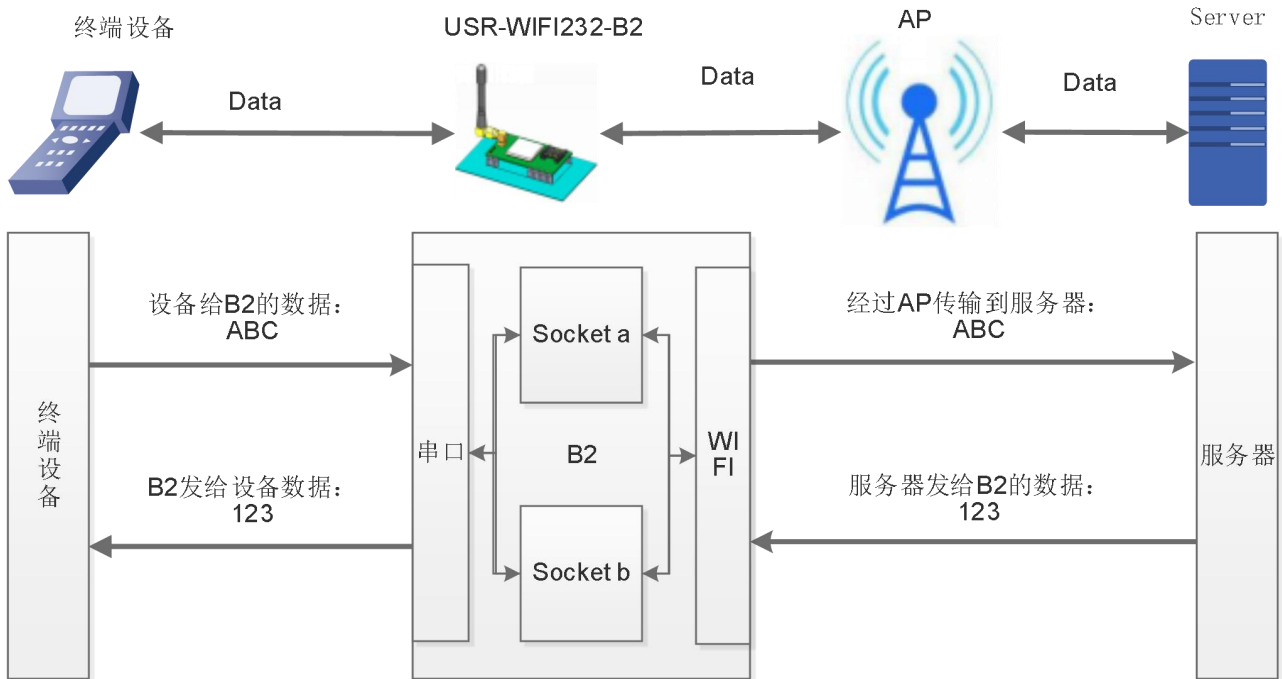 终端设备
USR-WIFI232-B2
AP
Server
Data
Data
Data
设备给B2的数据：
ABC
经过AP传输到服务器：
ABC
Socket a
终
端
设
备
串口
B2
WI
FI
服务器
B2发给设备数据：
123
服务器发给B2的数据：
123
Socket b